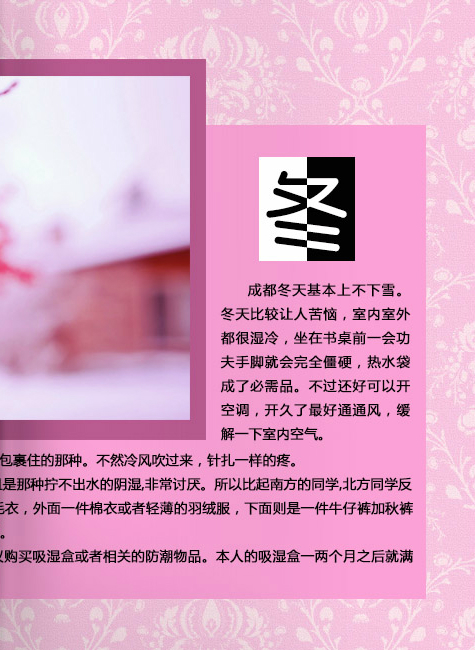 冬
成都冬天基本上不下雪。
冬天比较让人苦恼，室内室外
都很湿冷，坐在书桌前一会功
夫手脚就会完全僵硬，热水袋
成了必需品。不过还好可以开
空调，开久了最好通通风，缓
解一下室内空气。
包裹住的那种。不然冷风吹过来，针扎一样的疼。
是那种拧不出水的阴湿,非常讨厌。所以比起南方的同学,北方同学反
毛衣，外面一件棉衣或者轻薄的羽绒服，下面则是一件牛仔裤加秋裤
。
购买吸湿盒或者相关的防潮物品。本人的吸湿盒一两个月之后就满